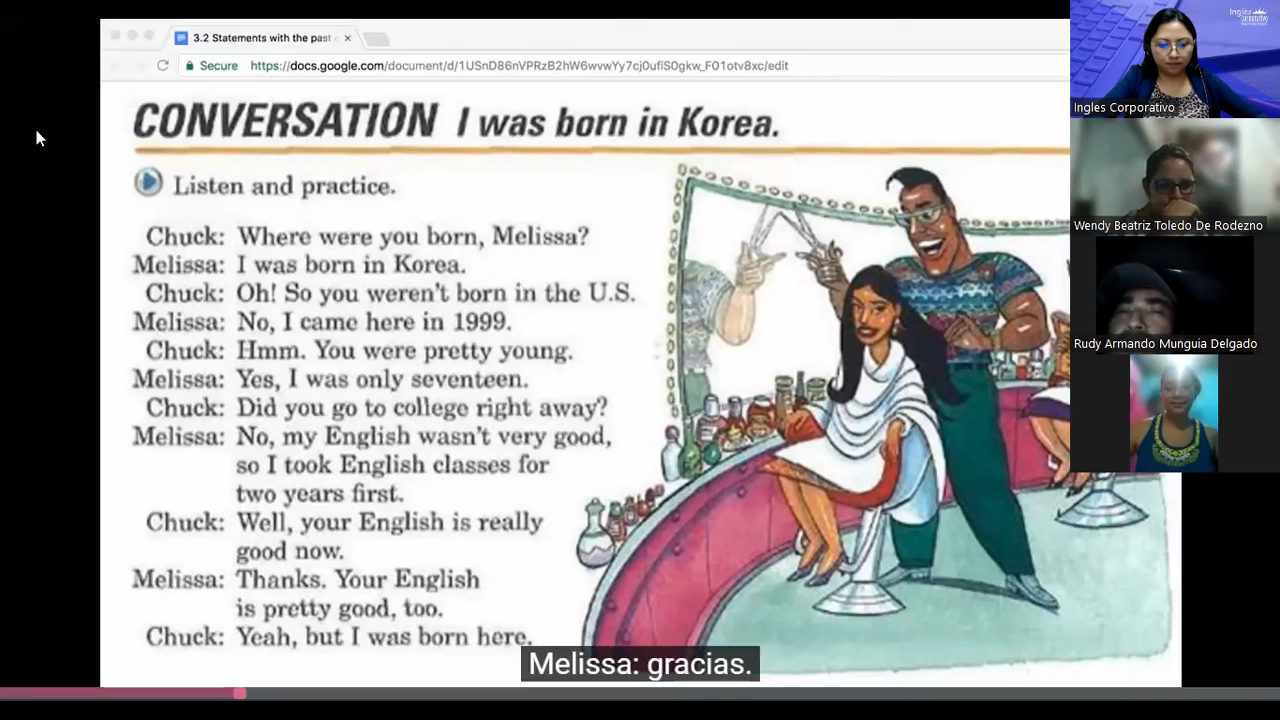 3.2 Statements with the past
Secure
https://docs.google.com/document/d/1USnD86nVPRzB2hW6wvwYy7cj0ufiS0gkw_F01otv8xc/edit
CONVERSATION I was born in Korea.
Listen and practice.
Chuck: Where were you born, Melissa?
Melissa: I was born in Korea.
Chuck: Oh! So you weren't born in the U.S.
Melissa: No, I came here in 1999.
Chuck: Hmm. You were pretty young.
Melissa: Yes, I was only seventeen.
Chuck: Did you go to college right away?
Melissa: No, my English wasn't very good,
so I took English classes for
two years first.
Chuck: Well, your English is really
good now.
Melissa: Thanks. Your English
is pretty good, too.
Chuck: Yeah, but I was born here.
Melissa: gracias.
Ingles
Ingles Corporativo
Wendy Beatriz Toledo De Rodezno
Rudy Armando Munguia Delgado